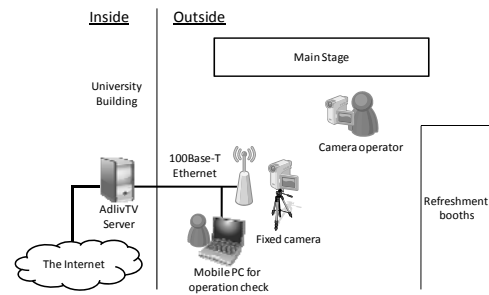 Inside
Outside
Main Stage
University
Building
Camera operator
100Base-T
Ethernet
AdlivTV
Server
Fixed camera
Refreshment
booths
The Internet
Mobile PC for
operation check